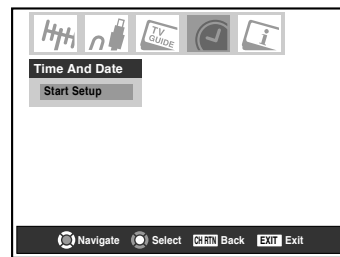 TV
GUIDE
i
Time And Date
Start Setup
Navigate Select CH RTN Back EXIT Exit